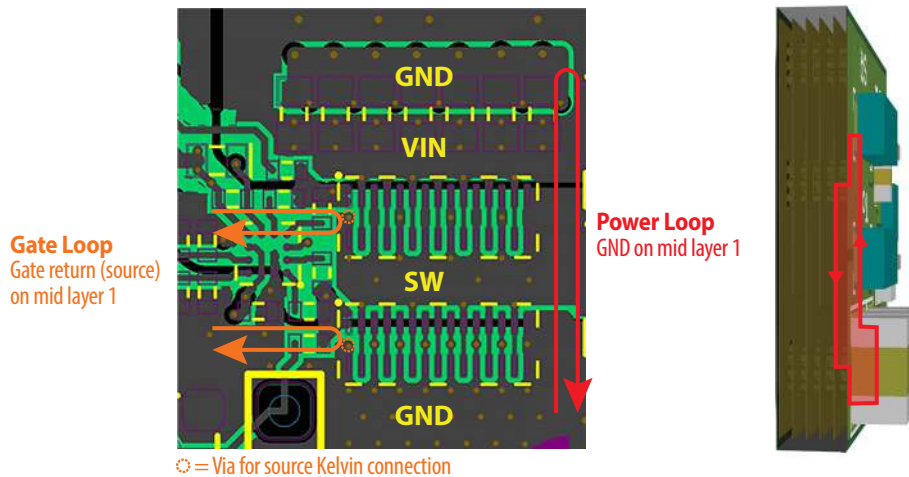 GND
VIN
Gate Loop
Gate return (source)
on mid layer 1
Power Loop
GND on mid layer 1
SW
GND
= Via for source Kelvin connection